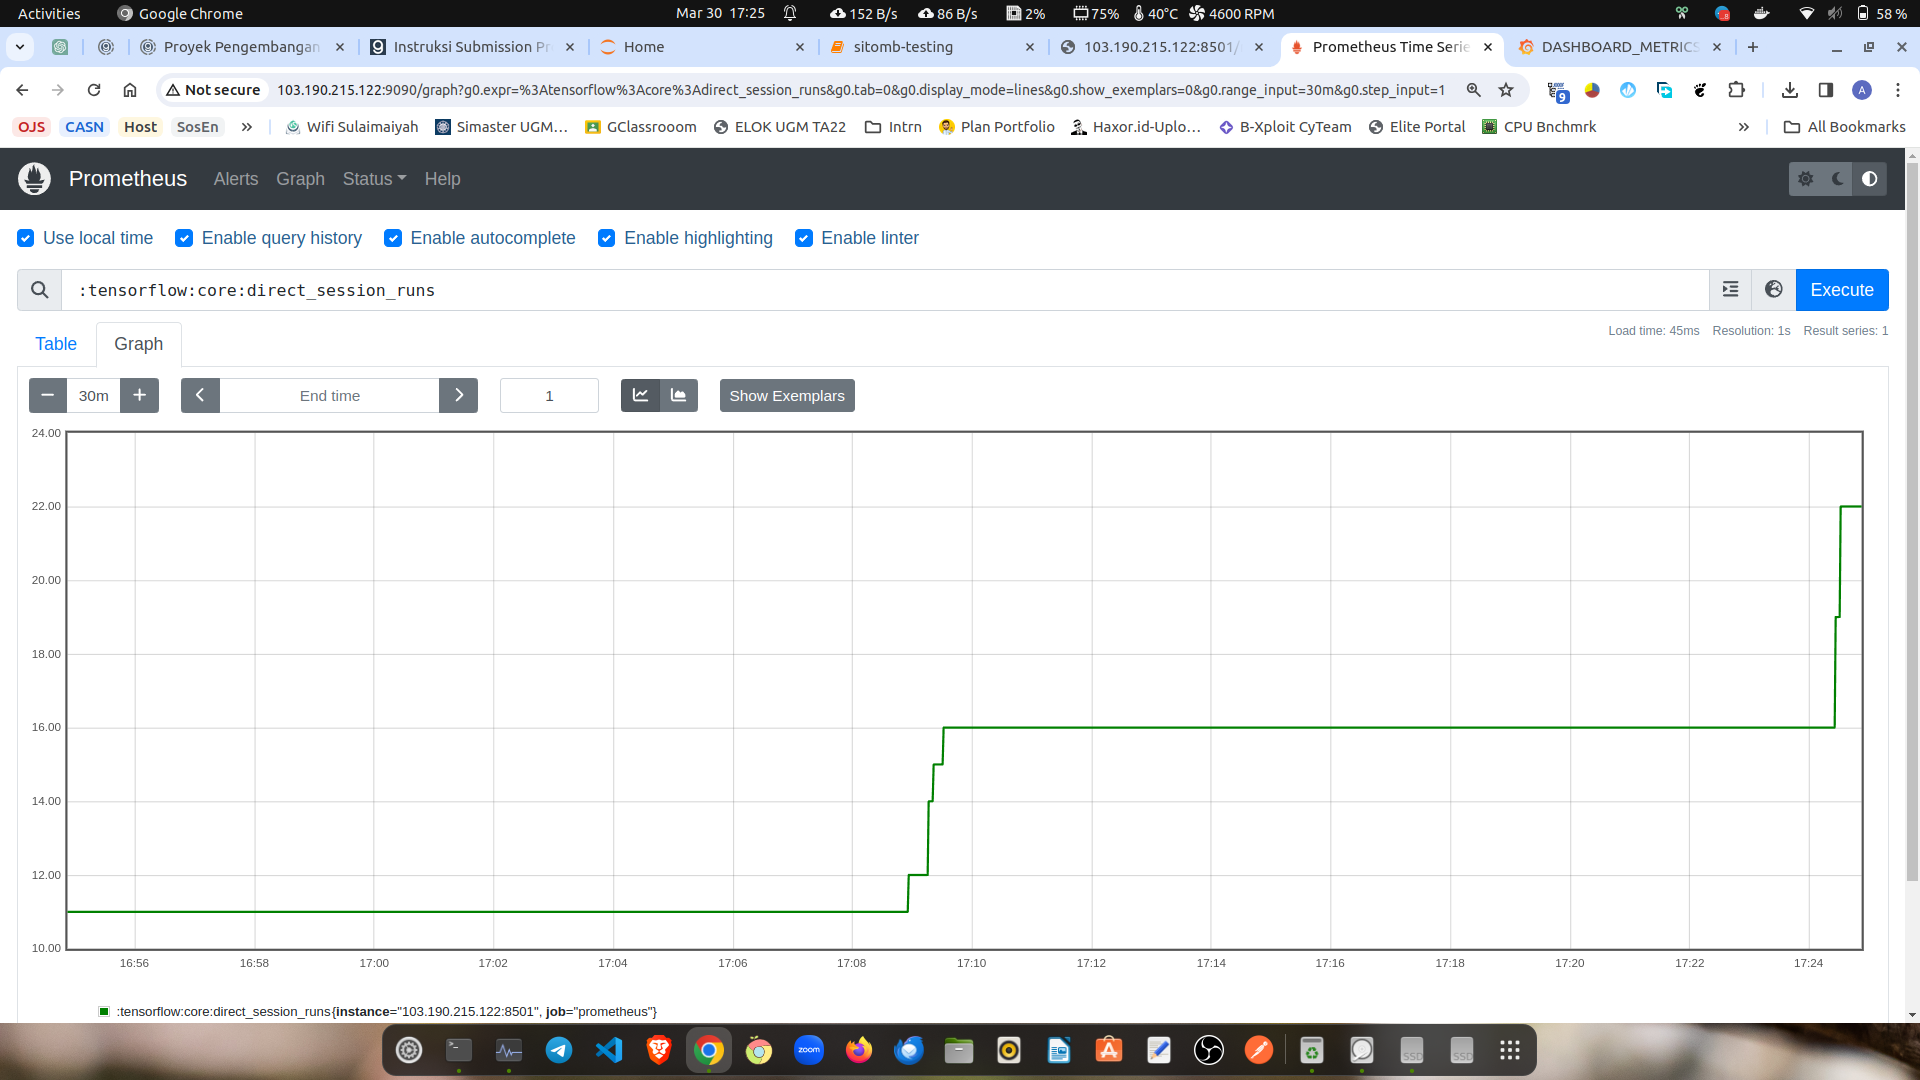 Activities
Google Chrome
Mar 30 17:25
152 B/s
86 B/s
2%
75%
40°C
4600 RPM
58 %
Proyek Pengembangan
Instruksi Submission Pr
Home
sitomb-testing
103.190.215.122:8501/
Prometheus Time Serie
DASHBOARD_METRICS
Not secure
103.190.215.122:9090/graph?g0.expr=%3Atensorflow%3Acore%3Adirect_session_runs&g0.tab=0&g0.display_mode=lines&g0.show_exemplars=0&g0.range_input=30m&g0.step_input=1
9
A
OJS
CASN
Host
SosEn
Wifi Sulaimaiyah
Simaster UGM...
GClassrooom
ELOK UGM TA22
Intrn
Plan Portfolio
Haxor.id-Uplo...
B-Xploit CyTeam
Elite Portal
CPU Bnchmrk
All Bookmarks
Prometheus
Alerts
Graph
Status
Help
Use local time
Enable query history
Enable autocomplete
Enable highlighting
Enable linter
:tensorflow:core:direct_session_runs
Execute
Table
Graph
Load time: 45ms
Resolution: 1s
Result series: 1
30m
End time
1
Show Exemplars
24.00
22.00
20.00
18.00
16.00
14.00
12.00
10.00
16:56
16:58
17:00
17:02
17:04
17:06
17:08
17:10
17:12
17:14
17:16
17:18
17:20
17:22
17:24
:tensorflow:core:direct_session_runs{instance="103.190.215.122:8501", job="prometheus"}
zoom
SSD
SSD